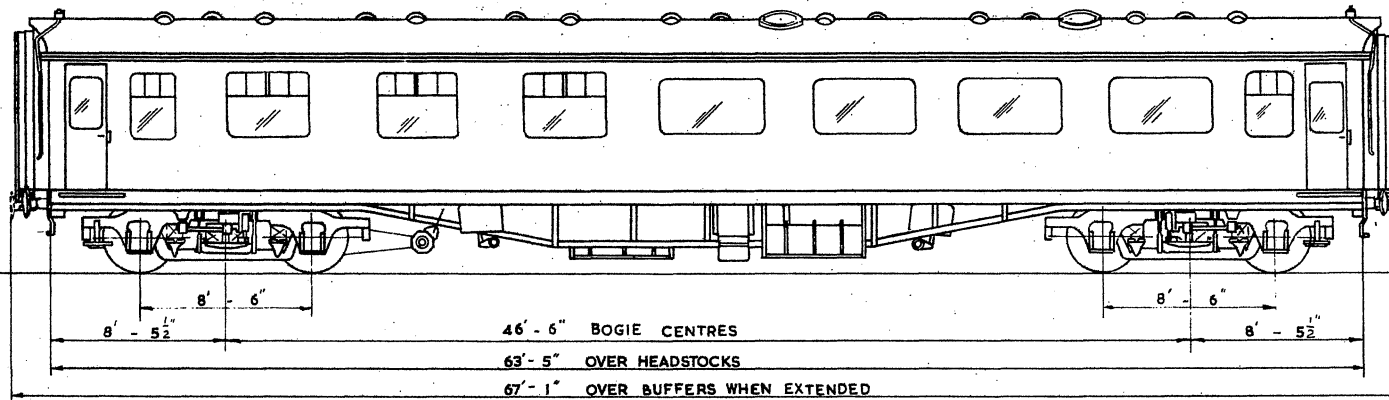 8' - 6" 8' - 6"
8' - 5½" 46' - 6" BOGIE CENTRES 8' - 5½"
63' - 5" OVER HEADSTOCKS
67' - 1" OVER BUFFERS WHEN EXTENDED